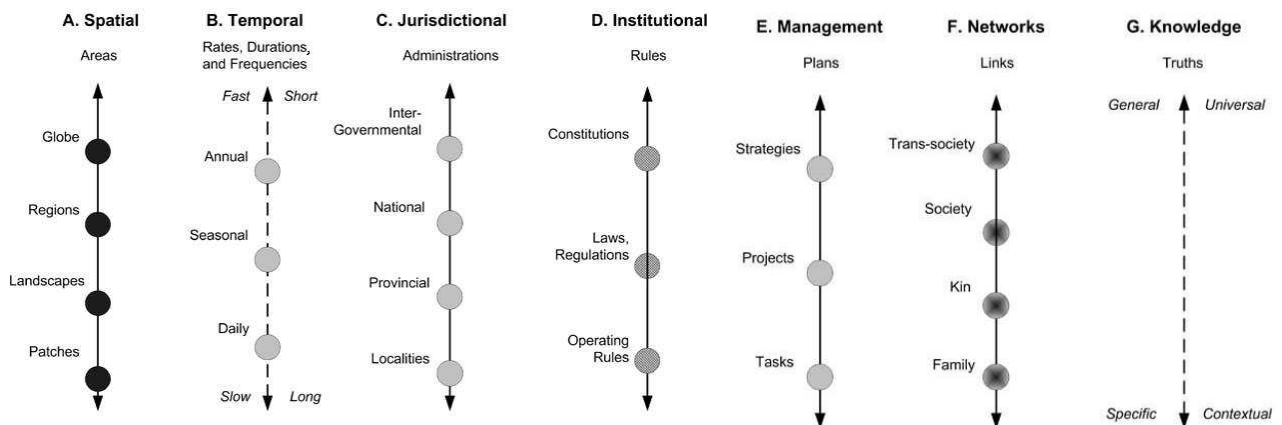 A. Spatial
Areas
Globe
Regions
Landscapes
Patches
B. Temporal
Rates, Durations,
and Frequencies
Fast Short
Annual
Seasonal
Daily
Slow Long
C. Jurisdictional
Administrations
Inter-
Governmental
National
Provincial
Localities
D. Institutional
Rules
Constitutions
Laws,
Regulations
Operating
Rules
E. Management
Plans
Strategies
Projects
Tasks
F. Networks
Links
Trans-society
Society
Kin
Family
G. Knowledge
Truths
General Universal
Specific Contextual